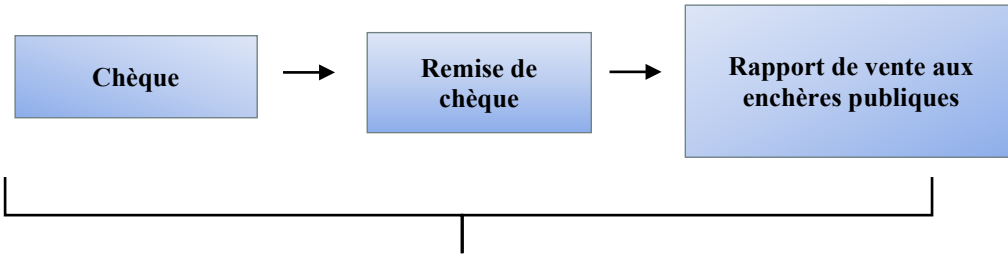 Chèque
Remise de
chèque
Rapport de vente aux
enchères publiques